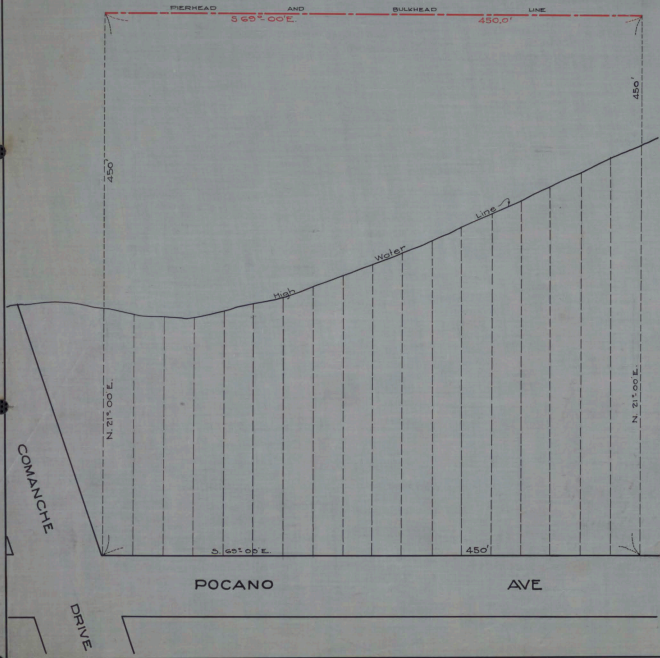 PIERHEAD AND BULKHEAD LINE
S 69°-00'E. 450.0'
450'
450'
High Water Line
N. 21°-00'E.
N. 21°-00'E.
COMANCHE
DRIVE
S. 69°-00'E. 450'
POCANO AVE